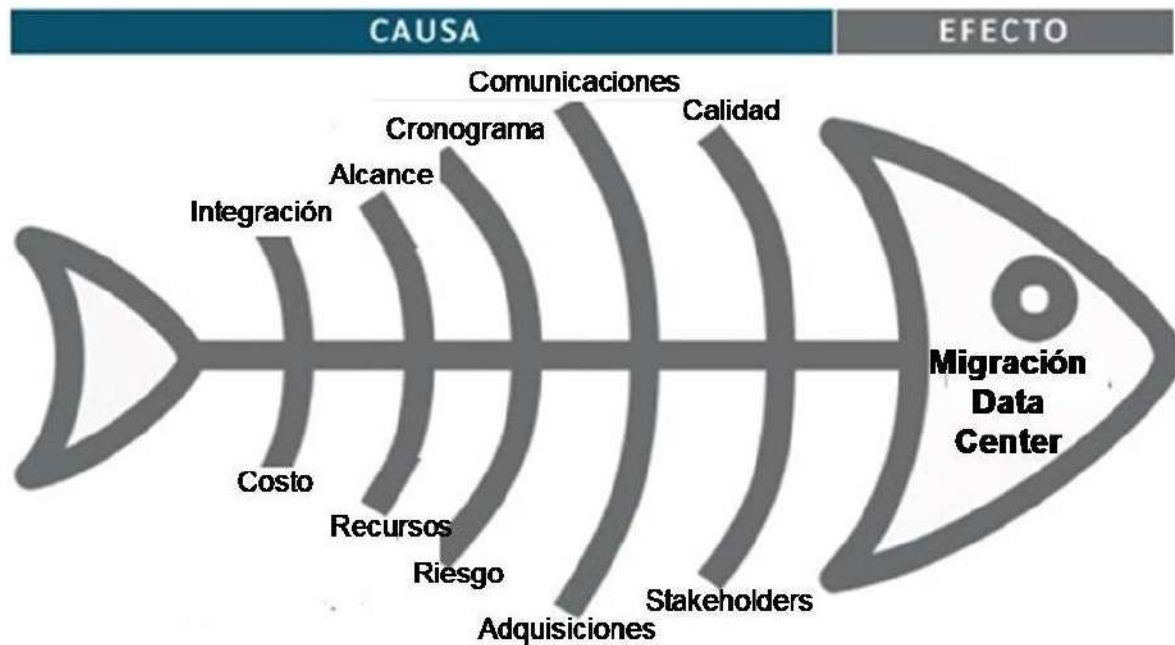 CAUSA
EFECTO
Comunicaciones
Calidad
Cronograma
Alcance
Integración
Migración
Data
Center
Costo
Recursos
Riesgo
Stakeholders
Adquisiciones